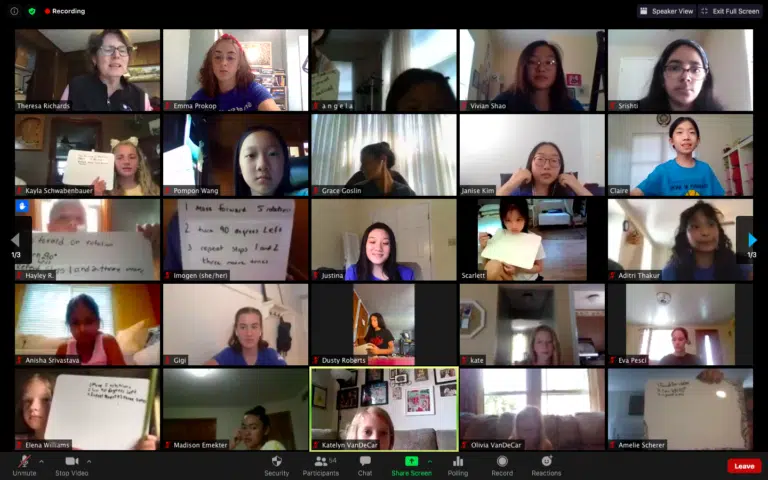 Recording
Speaker View
Exit Full Screen
Theresa Richards
Emma Prokop
a n g e l a
Vivian Shao
Srishti
Kayla Schwabenbauer
Pompon Wang
Grace Goslin
Janise Kim
Claire
1/3
1 move forward 5 rotations
2 turn 90 degrees left
3 repeat steps 1 and 2
three more times
1/3
Hayley R.
Imogen (she/her)
Justina
Scarlett
Aditri Thakur
Anisha Srivastava
Gigi
Dusty Roberts
kate
Eva Pesci
Elena Williams
Madison Emekter
Katelyn VanDeCar
Olivia VanDeCar
Amelie Scherer
Unmute
Stop Video
Security
Participants
54
Chat
Share Screen
Polling
Record
Reactions
Leave